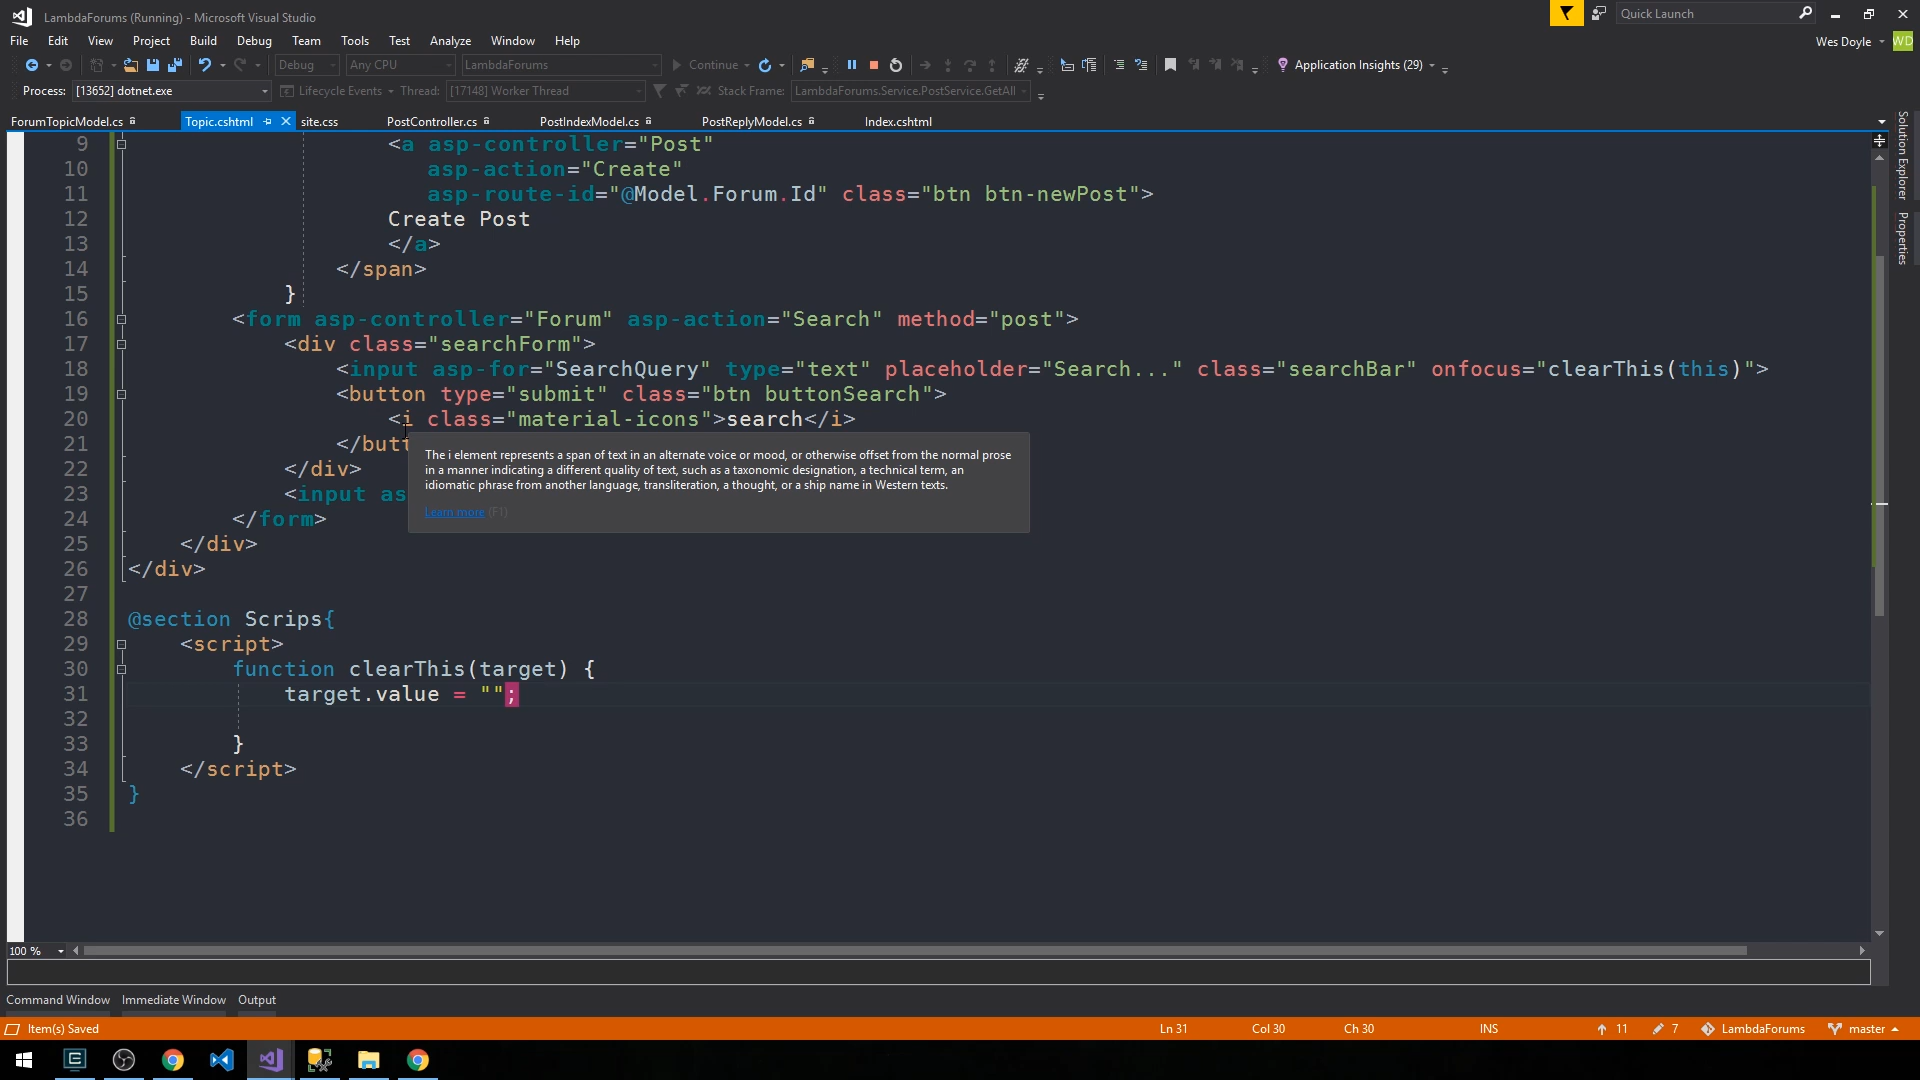 LambdaForums (Running) - Microsoft Visual Studio
Quick Launch
File Edit View Project Build Debug Team Tools Test Analyze Window Help
Wes Doyle WD
Debug Any CPU LambdaForums Continue Application Insights (29)
Process: [13652] dotnet.exe Lifecycle Events Thread: [17148] Worker Thread Stack Frame: LambdaForums.Service.PostService.GetAll
ForumTopicModel.cs Topic.cshtml site.css PostController.cs PostIndexModel.cs PostReplyModel.cs Index.cshtml
Solution Explorer
Properties
9 <a asp-controller="Post"
10 asp-action="Create"
11 asp-route-id="@Model.Forum.Id" class="btn btn-newPost">
12 Create Post
13 </a>
14 </span>
15 }
16 <form asp-controller="Forum" asp-action="Search" method="post">
17 <div class="searchForm">
18 <input asp-for="SearchQuery" type="text" placeholder="Search..." class="searchBar" onfocus="clearThis(this)">
19 <button type="submit" class="btn buttonSearch">
20 <i class="material-icons">search</i>
21 </butt
22 </div>
23 <input as
24 </form>
25 </div>
26 </div>
27
28 @section Scrips{
29 <script>
30 function clearThis(target) {
31 target.value = "";
32
33 }
34 </script>
35 }
36
The i element represents a span of text in an alternate voice or mood, or otherwise offset from the normal prose
in a manner indicating a different quality of text, such as a taxonomic designation, a technical term, an
idiomatic phrase from another language, transliteration, a thought, or a ship name in Western texts.
Learn more (F1)
100 %
Command Window Immediate Window Output
Item(s) Saved Ln 31 Col 30 Ch 30 INS 11 7 LambdaForums master